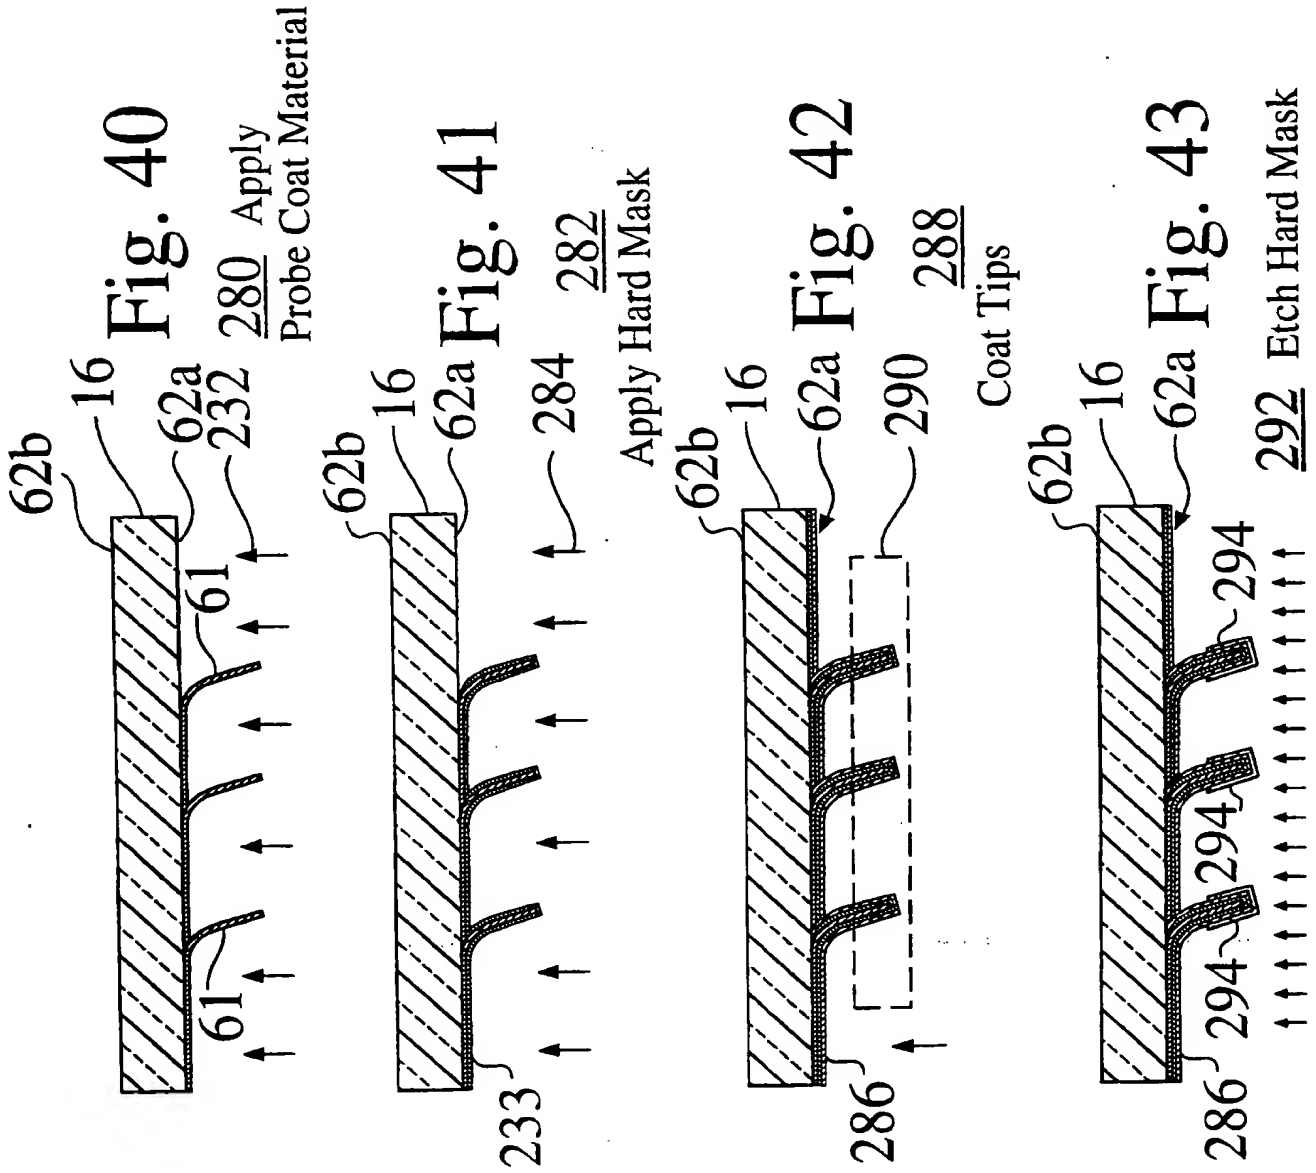 62b
16
62a
232
61
61
Fig. 40
280 Apply
Probe Coat Material
62b
16
62a
284
233
Fig. 41
282
Apply Hard Mask
62b
16
62a
290
286
Fig. 42
288
Coat Tips
62b
16
62a
294
294
294
286
Fig. 43
292 Etch Hard Mask